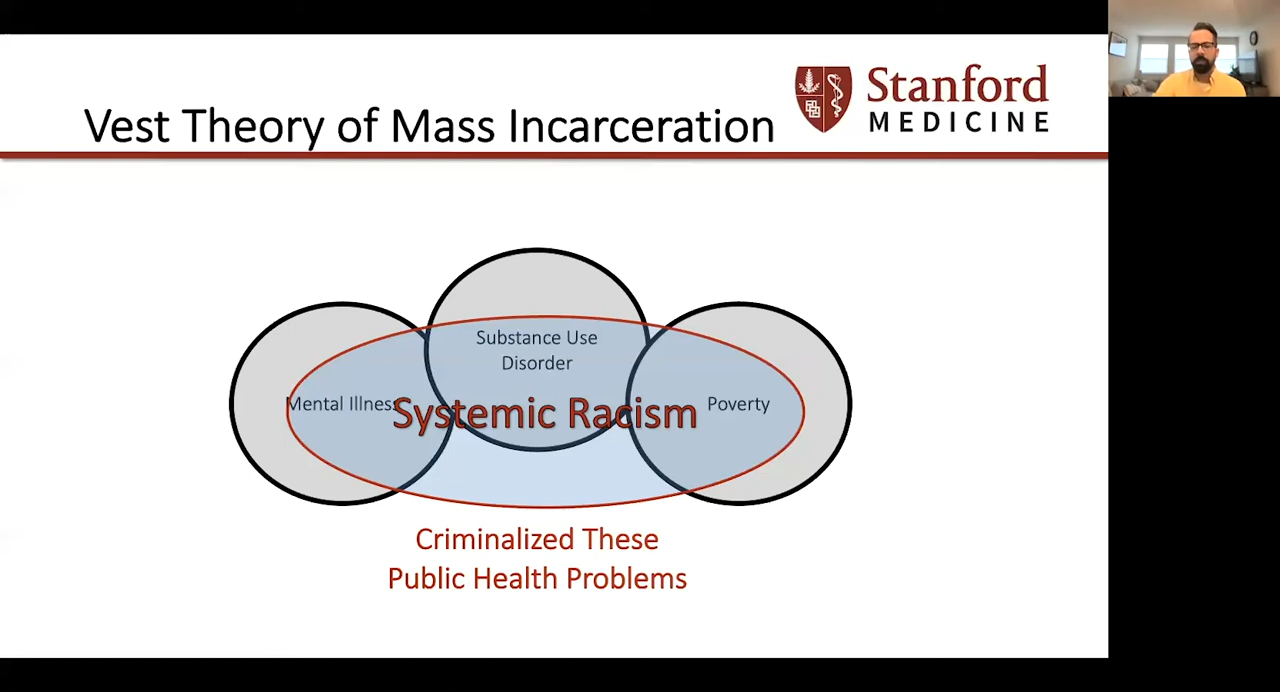 Vest Theory of Mass Incarceration
Stanford
MEDICINE
Substance Use
Disorder
Mental Illness
Systemic Racism
Poverty
Criminalized These
Public Health Problems